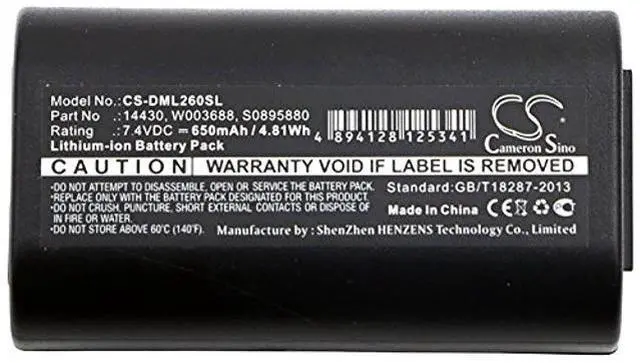 Model No.:CS-DML260SL
Part No .:14430, W003688, S0895880
Rating .:7.4VDC ⎓ 650mAh / 4.81Wh
Lithium-ion Battery Pack
4 894128 125341
CS
Cameron Sino
CAUTION WARRANTY VOID IF LABEL IS REMOVED
•DO NOT ATTEMPT TO DISASSEMBLE OR SERVICE BATTERY PACK.
•REPLACE ONLY WITH THE BATTERY DESIGNATED FOR THIS PRODUCT.
•DO NOT CRUSH, PUNCTURE, SHORT EXTERNAL CONTACTS OR DISPOSE OF
IN FIRE OR WATER.
•DO NOT STORE ABOVE 60℃ (140℉).
Standard:GB/T18287-2013
Made In China CE
Manufacture by : ShenZhen HENZENS Technology Co., Limited